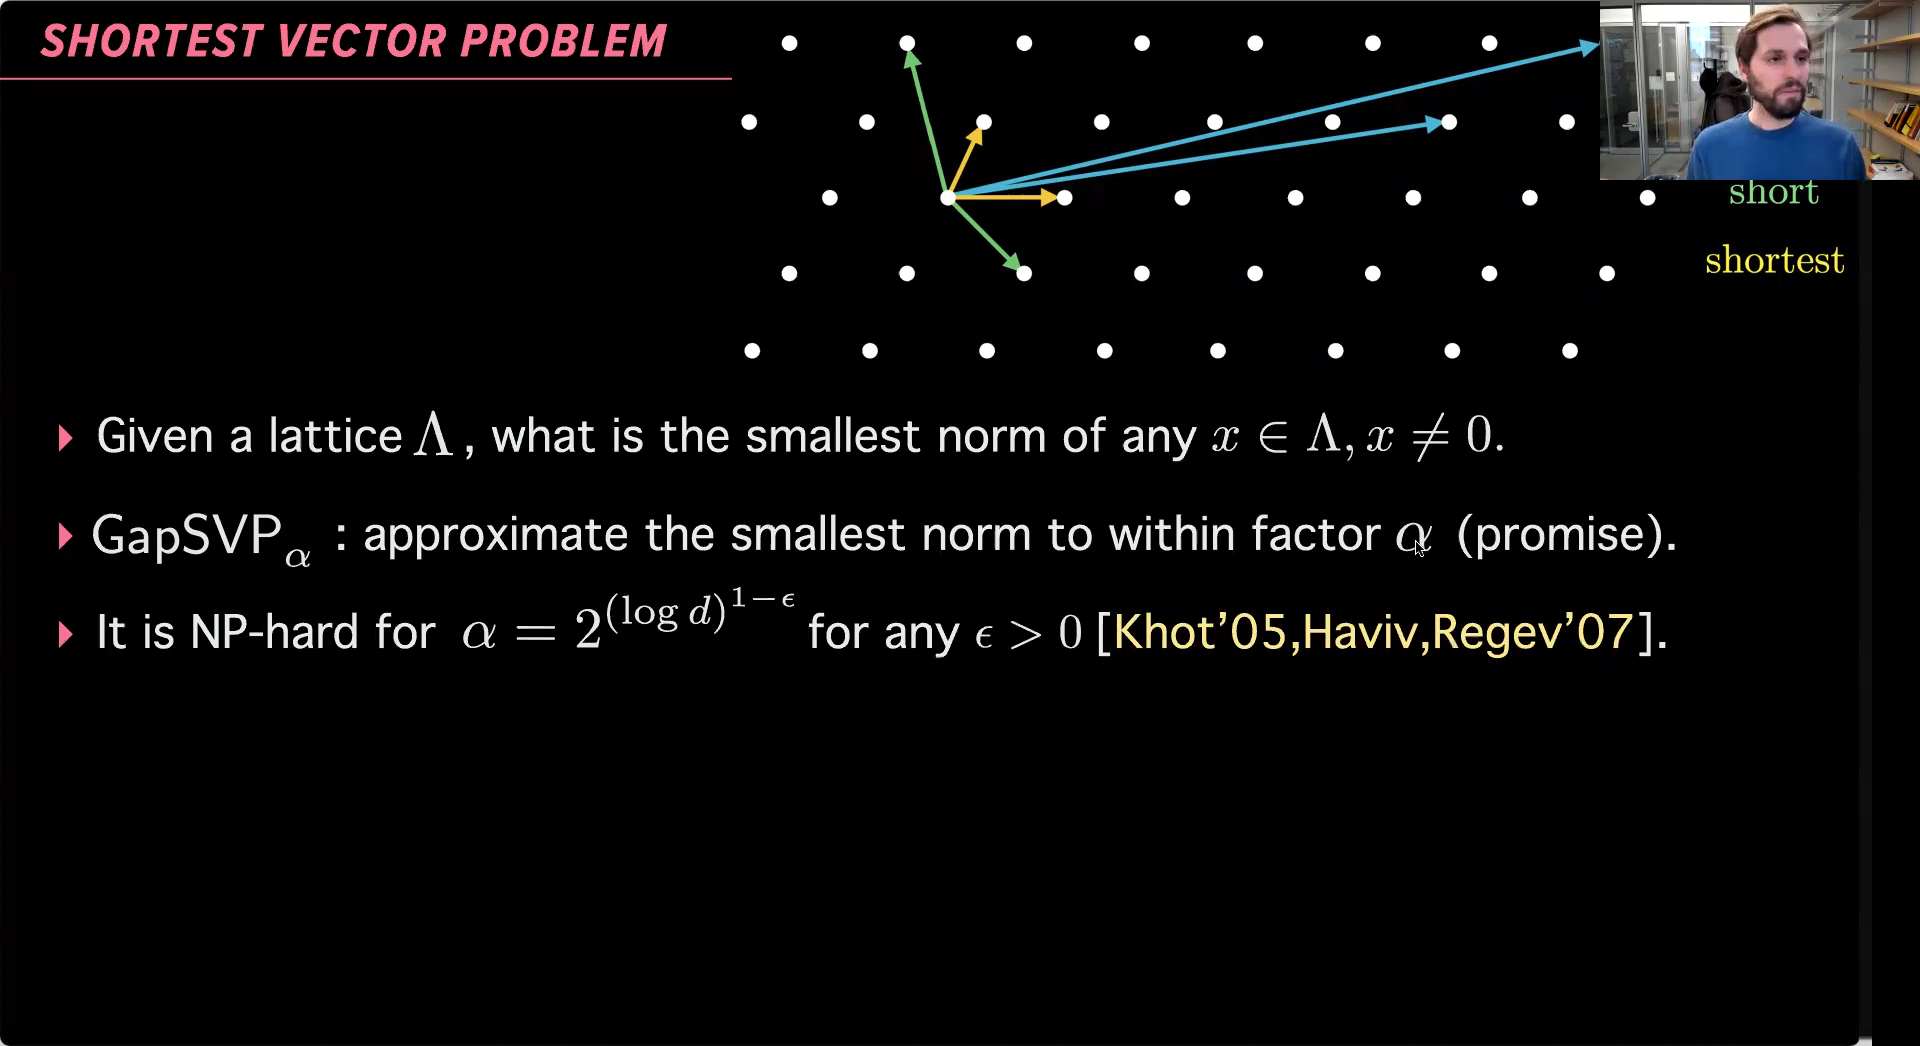 SHORTEST VECTOR PROBLEM
short
shortest
Given a lattice Λ, what is the smallest norm of any x ∈ Λ, x ≠ 0.
GapSVP_α : approximate the smallest norm to within factor α (promise).
It is NP-hard for α = 2^{(log d)^{1−ϵ}} for any ϵ > 0 [Khot’05,Haviv,Regev’07].